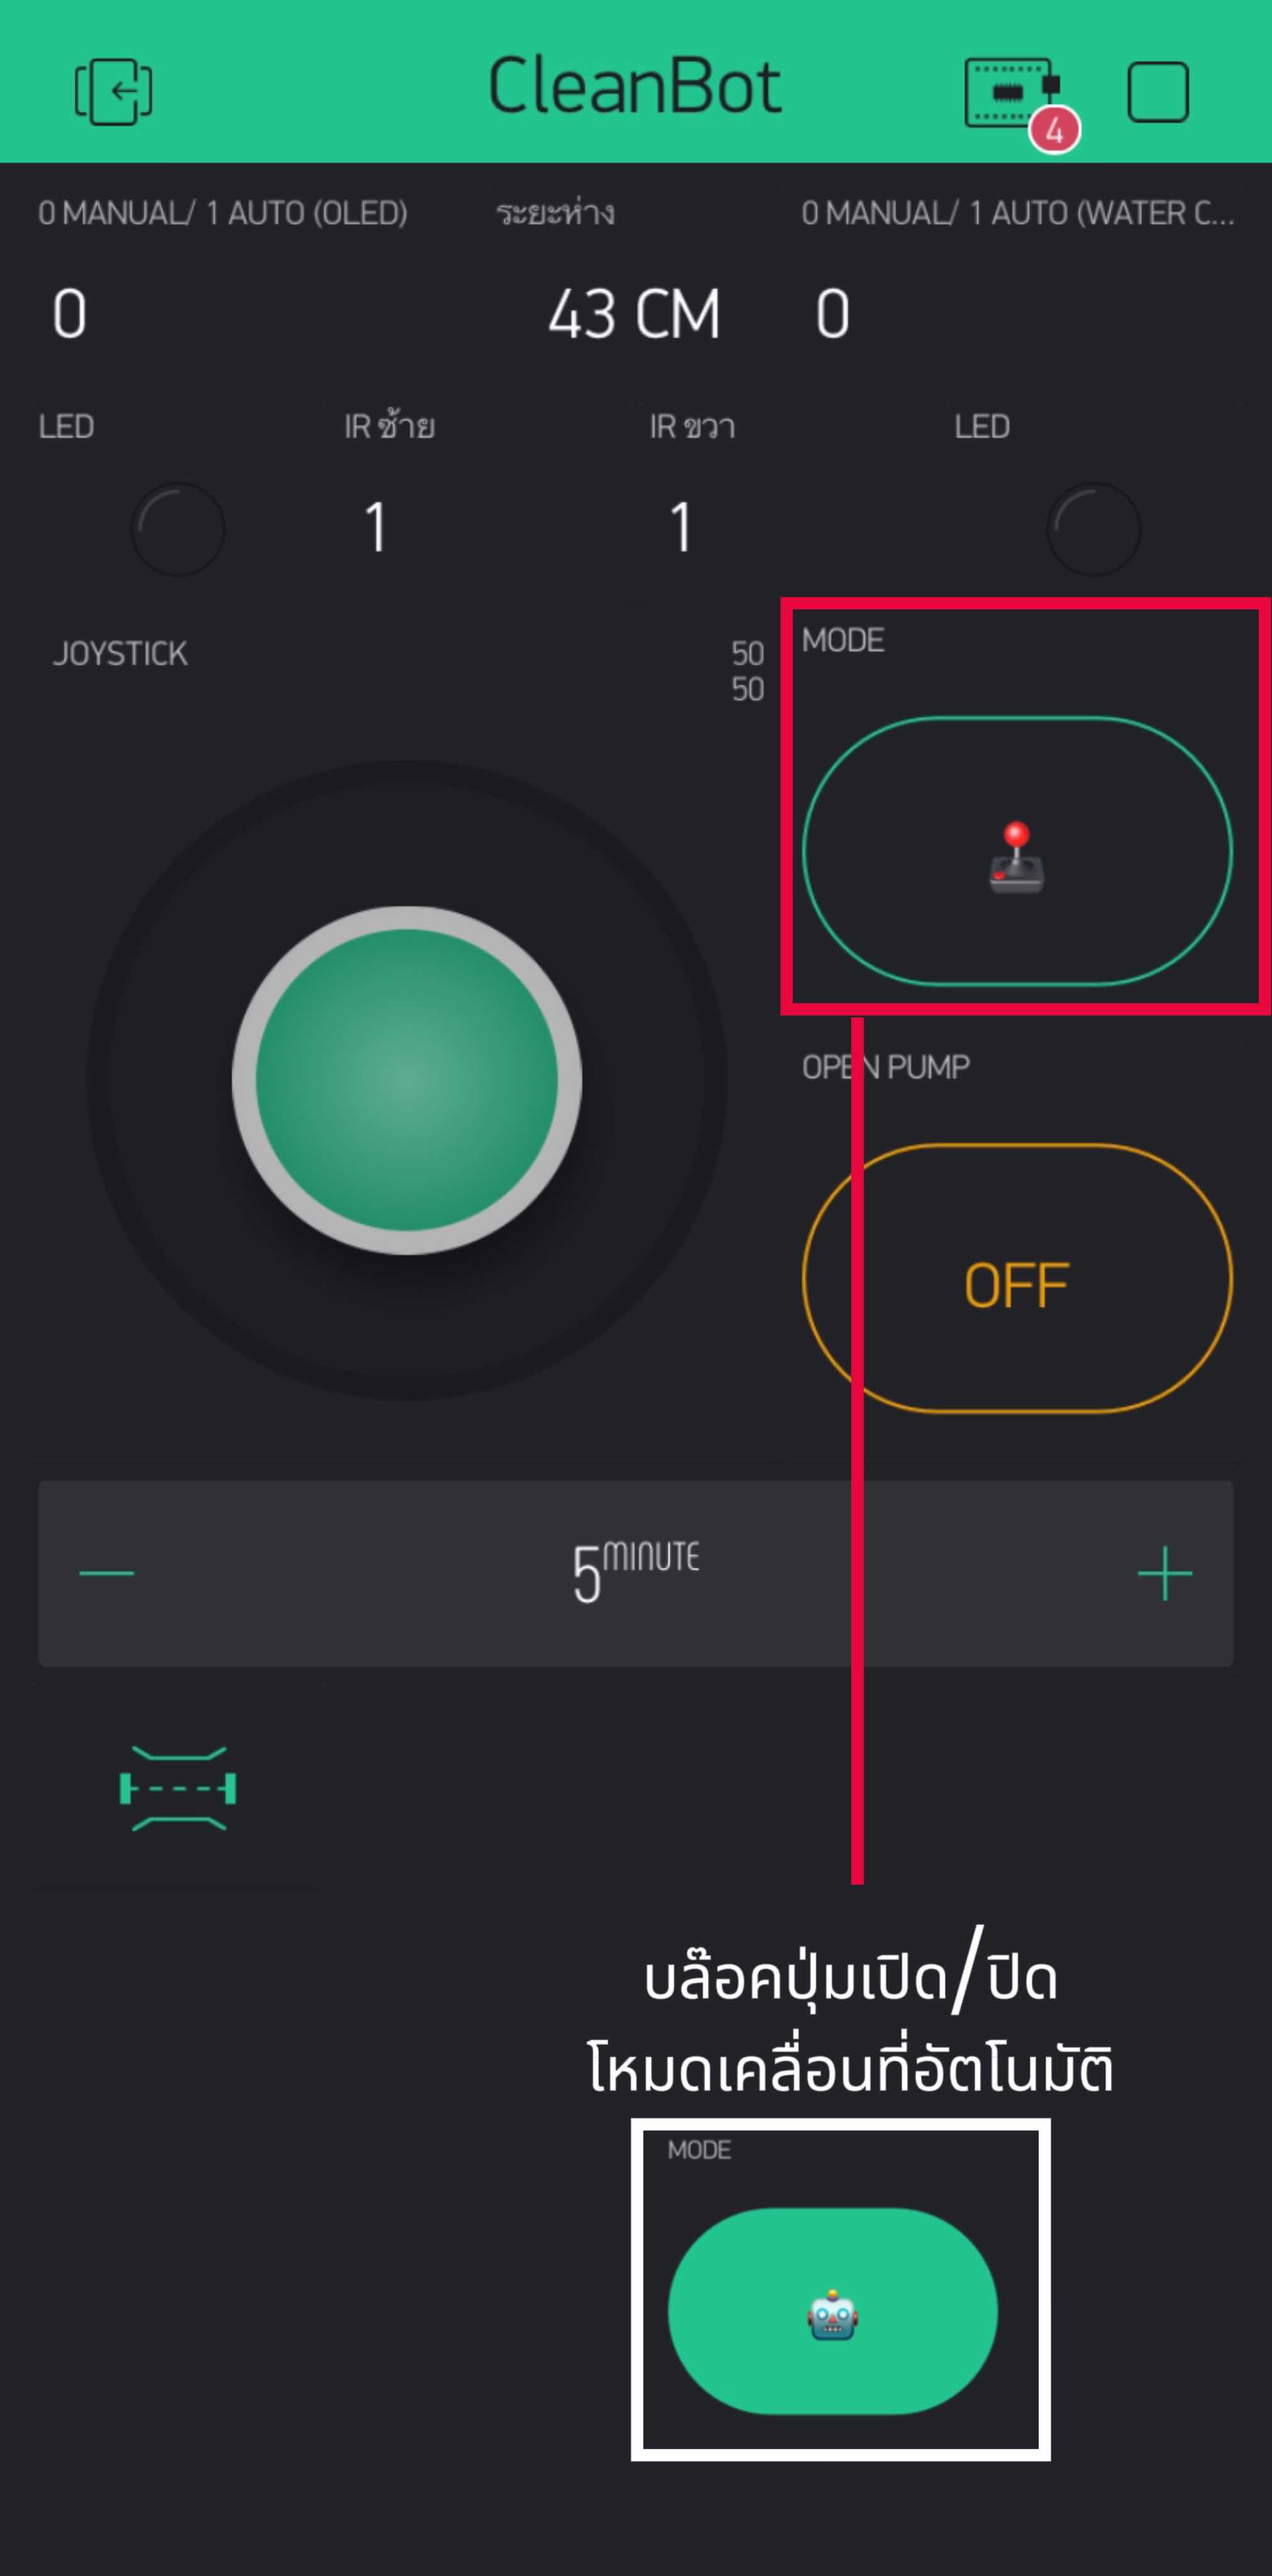 CleanBot
4
0 MANUAL/ 1 AUTO (OLED)
ระยะห่าง
0 MANUAL/ 1 AUTO (WATER C...
0
43 CM
0
LED
IR ซ้าย
IR ขวา
LED
1
1
JOYSTICK
50
50
MODE
OPEN PUMP
OFF
5 MINUTE
บล๊อคปุ่มเปิด/ปิด
โหมดเคลื่อนที่อัตโนมัติ
MODE